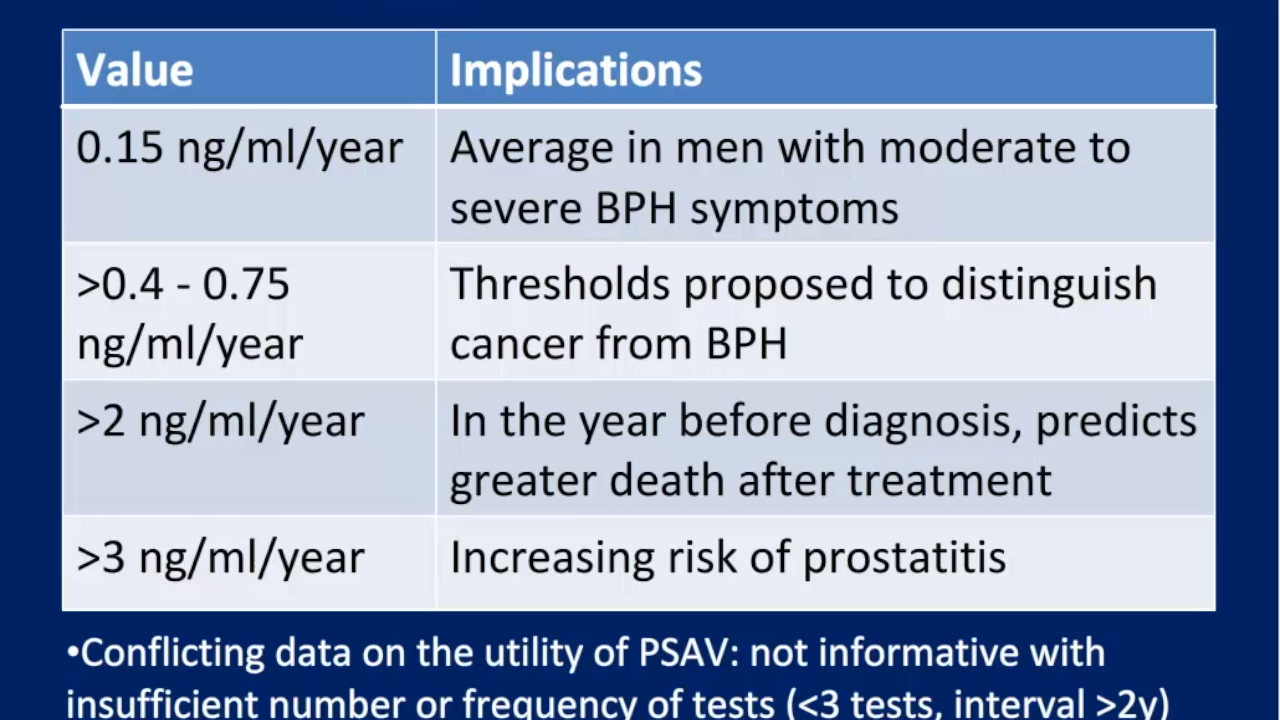 Value Implications
0.15 ng/ml/year Average in men with moderate to
severe BPH symptoms
>0.4 - 0.75 Thresholds proposed to distinguish
ng/ml/year cancer from BPH
>2 ng/ml/year In the year before diagnosis, predicts
greater death after treatment
>3 ng/ml/year Increasing risk of prostatitis
•Conflicting data on the utility of PSAV: not informative with
insufficient number or frequency of tests (<3 tests, interval >2y)